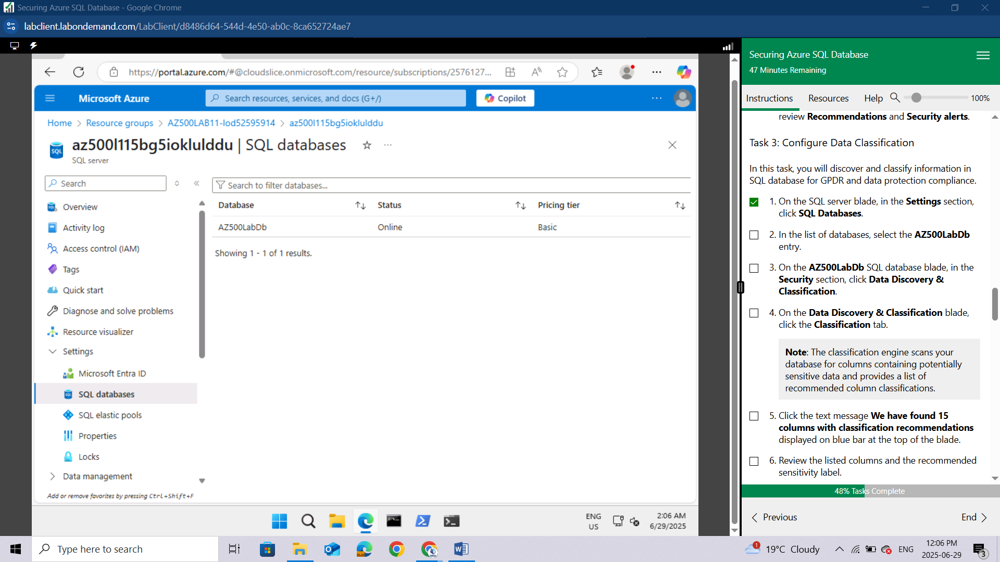 Securing Azure SQL Database - Google Chrome
labclient.labondemand.com/LabClient/d8486d64-544d-4e50-ab0c-8ca652724ae7
https://portal.azure.com/#@cloudslice.onmicrosoft.com/resource/subscriptions/2576127...
Microsoft Azure
Search resources, services, and docs (G+/)
Copilot
Home > Resource groups > AZ500LAB11-lod52595914 > az500l115bg5ioklulddu
az500l115bg5ioklulddu | SQL databases
SQL
SQL server
Search
Overview
Activity log
Access control (IAM)
Tags
Quick start
Diagnose and solve problems
Resource visualizer
Settings
Microsoft Entra ID
SQL databases
SQL elastic pools
Properties
Locks
Data management
Add or remove favorites by pressing Ctrl+Shift+F
Search to filter databases...
Database Status Pricing tier
AZ500LabDb Online Basic
Showing 1 - 1 of 1 results.
ENG
US
2:06 AM
6/29/2025
Securing Azure SQL Database
47 Minutes Remaining
Instructions Resources Help 100%
review Recommendations and Security alerts.
Task 3: Configure Data Classification
In this task, you will discover and classify information in
SQL database for GPDR and data protection compliance.
1. On the SQL server blade, in the Settings section,
click SQL Databases.
2. In the list of databases, select the AZ500LabDb
entry.
3. On the AZ500LabDb SQL database blade, in the
Security section, click Data Discovery &
Classification.
4. On the Data Discovery & Classification blade,
click the Classification tab.
Note: The classification engine scans your
database for columns containing potentially
sensitive data and provides a list of
recommended column classifications.
5. Click the text message We have found 15
columns with classification recommendations
displayed on blue bar at the top of the blade.
6. Review the listed columns and the recommended
sensitivity label.
48% Tasks Complete
Previous
End
Type here to search
1
19°C Cloudy
ENG
12:06 PM
2025-06-29
3